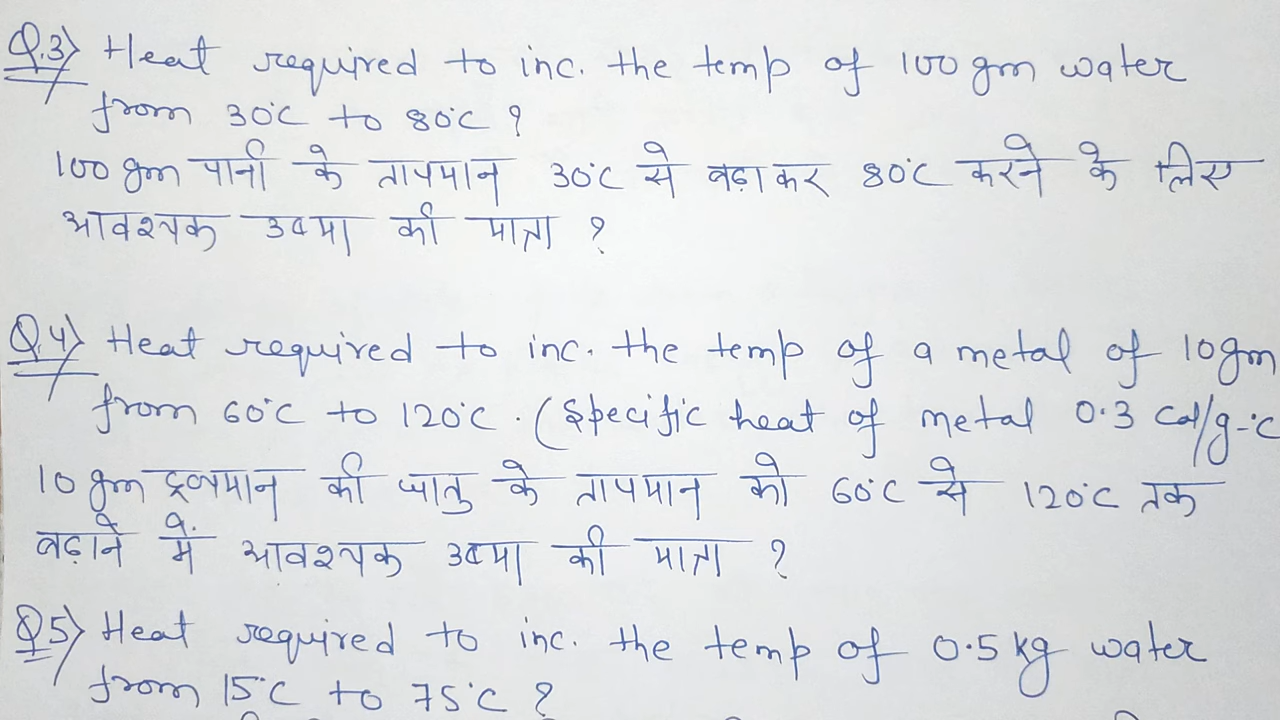 Q.3) Heat required to inc. the temp of 100 gm water
from 30°C to 80°C ?
100 gm पानी के तापमान 30°C से बढ़ाकर 80°C करने के लिए
आवश्यक उष्मा की मात्रा ?
Q.4) Heat required to inc. the temp of a metal of 10gm
from 60°C to 120°C. (Specific heat of metal 0.3 cal/g-°C
10 gm द्रव्यमान की धातु के तापमान को 60°C से 120°C तक
बढ़ाने में आवश्यक उष्मा की मात्रा ?
Q5) Heat required to inc. the temp of 0.5 kg water
from 15°C to 75°C ?